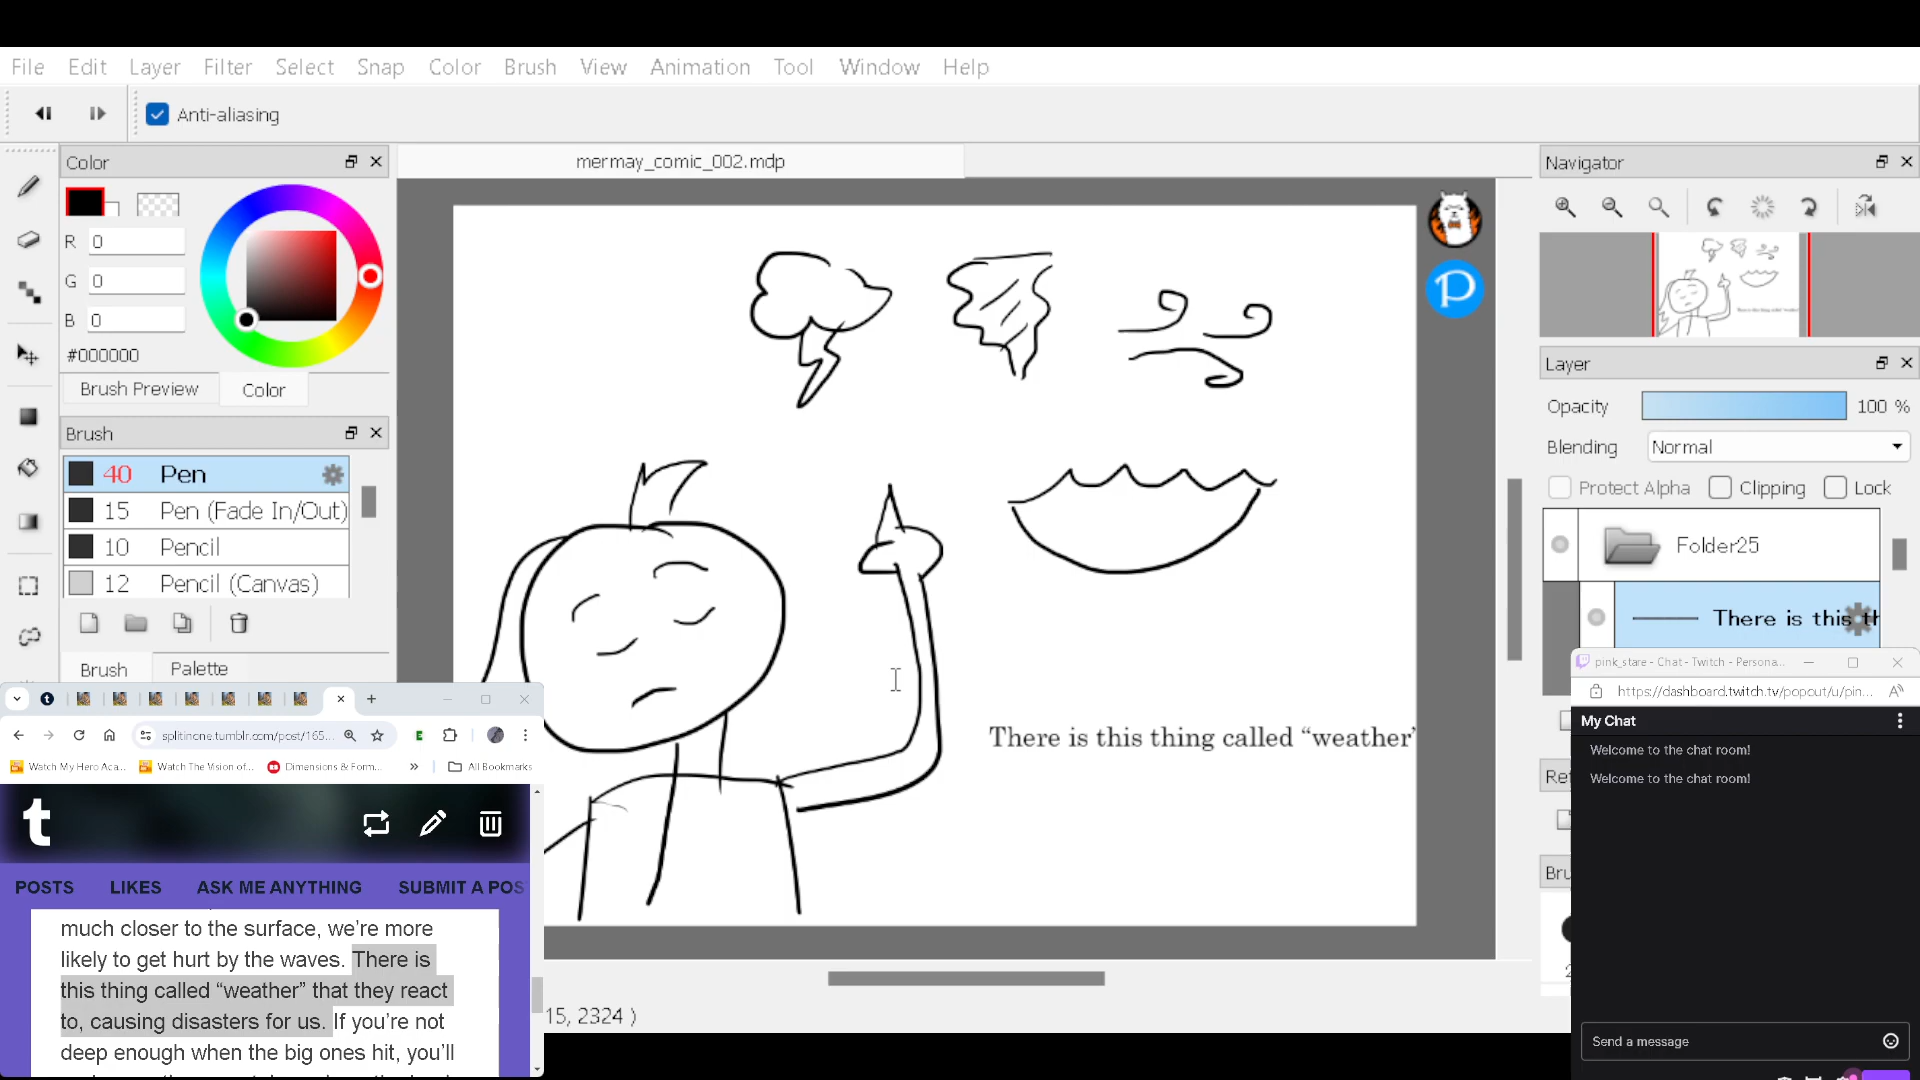 File Edit Layer Filter Select Snap Color Brush View Animation Tool Window Help
Anti-aliasing
Color
mermay_comic_002.mdp
Navigator
R 0
G 0
B 0
#000000
Brush Preview
Color
Brush
40 Pen
15 Pen (Fade In/Out)
10 Pencil
12 Pencil (Canvas)
Brush
Palette
Layer
Opacity 100 %
Blending Normal
Protect Alpha Clipping Lock
Folder25
There is this th
There is this thing called “weather”
15, 2324 )
splitinone.tumblr.com/post/165...
Watch My Hero Aca...
Watch The Vision of...
Dimensions & Form...
»
All Bookmarks
t
POSTS LIKES ASK ME ANYTHING SUBMIT A POS
much closer to the surface, we’re more
likely to get hurt by the waves. There is
this thing called “weather” that they react
to, causing disasters for us. If you’re not
deep enough when the big ones hit, you’ll
pink_stare - Chat - Twitch - Persona...
https://dashboard.twitch.tv/popout/u/pin...
My Chat
Welcome to the chat room!
Welcome to the chat room!
Send a message
Ref
Bru